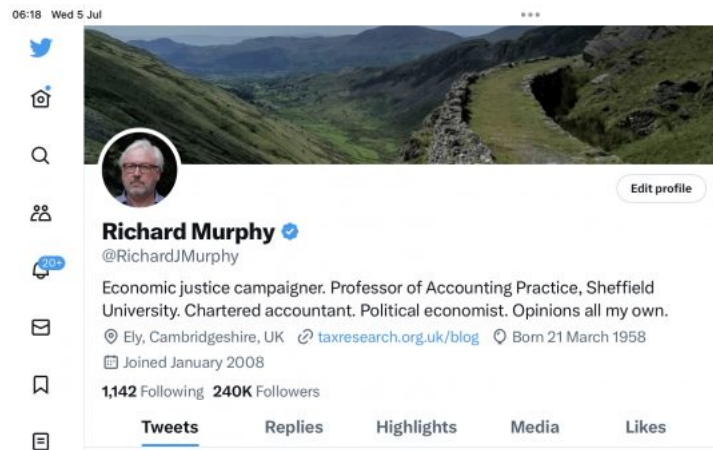 06:18 Wed 5 Jul
Edit profile
Richard Murphy
@RichardJMurphy
20+
Economic justice campaigner. Professor of Accounting Practice, Sheffield
University. Chartered accountant. Political economist. Opinions all my own.
Ely, Cambridgeshire, UK taxresearch.org.uk/blog Born 21 March 1958
Joined January 2008
1,142 Following 240K Followers
Tweets Replies Highlights Media Likes